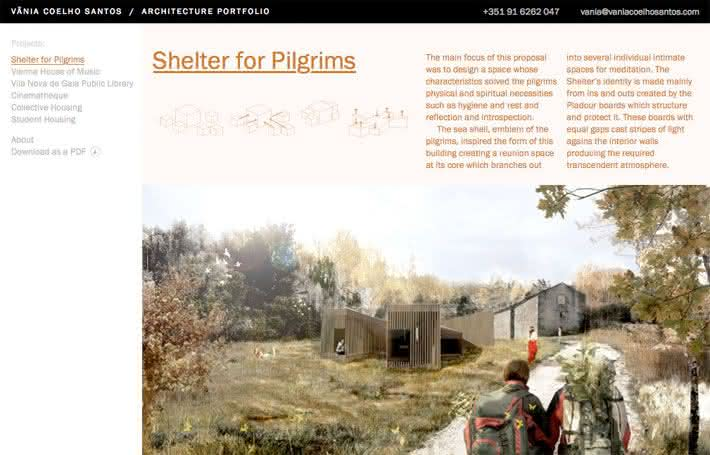 VÂNIA COELHO SANTOS / ARCHITECTURE PORTFOLIO
+351 91 6262 047
vania@vaniacoelhosantos.com
Projects:
Shelter for Pilgrims
Vienna House of Music
Vila Nova de Gaia Public Library
Cinematheque
Collective Housing
Student Housing
About
Download as a PDF
Shelter for Pilgrims
The main focus of this proposal
was to design a space whose
characteristics solved the pilgrims
physical and spiritual necessities
such as hygiene and rest and
reflection and introspection.
The sea shell, emblem of the
pilgrims, inspired the form of this
building creating a reunion space
at its core which branches out
into several individual intimate
spaces for meditation. The
Shelter's identity is made mainly
from ins and outs created by the
Pladour boards which structure
and protect it. These boards with
equal gaps cast stripes of light
agains the interior walls
producing the required
transcendent atmosphere.